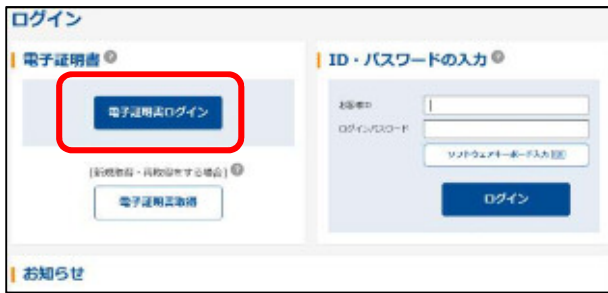 ログイン
電子証明書
電子証明書ログイン
(新規取得・再取得をする場合)
電子証明書取得
ID・パスワードの入力
お客様ID
ログインパスワード
ソフトウェアキーボード入力
ログイン
お知らせ